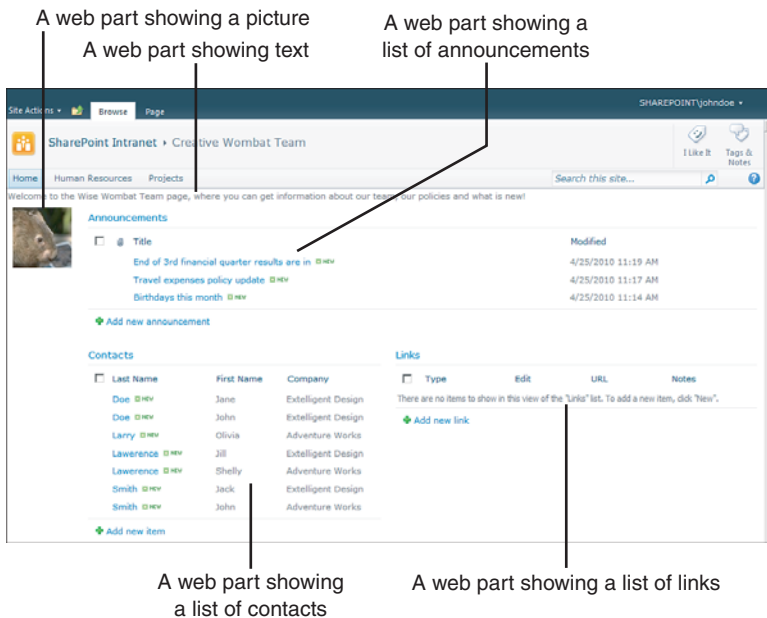 A web part showing a picture
A web part showing text
A web part showing a
list of announcements
SHAREPOINT\johndoe
Site Actions
Browse
Page
SharePoint Intranet
Creative Wombat Team
I Like It
Tags &
Notes
Home
Human Resources
Projects
Search this site...
Welcome to the Wise Wombat Team page, where you can get information about our team, our policies and what is new!
Announcements
Title
Modified
End of 3rd financial quarter results are in NEW
4/25/2010 11:19 AM
Travel expenses policy update NEW
4/25/2010 11:17 AM
Birthdays this month NEW
4/25/2010 11:14 AM
Add new announcement
Contacts
Last Name First Name Company
Doe NEW Jane Extelligent Design
Doe NEW John Extelligent Design
Larry NEW Olivia Adventure Works
Lawerence NEW Jill Extelligent Design
Lawerence NEW Shelly Adventure Works
Smith NEW Jack Extelligent Design
Smith NEW John Adventure Works
Add new item
Links
Type Edit URL Notes
There are no items to show in this view of the "Links" list. To add a new item, click "New".
Add new link
A web part showing
a list of contacts
A web part showing a list of links